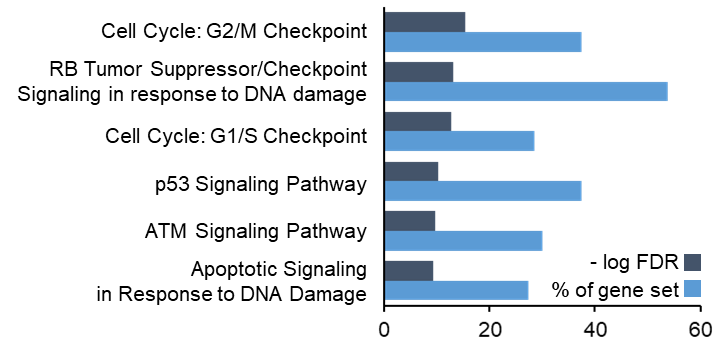 Cell Cycle: G2/M Checkpoint
RB Tumor Suppressor/Checkpoint
Signaling in response to DNA damage
Cell Cycle: G1/S Checkpoint
p53 Signaling Pathway
ATM Signaling Pathway
Apoptotic Signaling
in Response to DNA Damage
- log FDR
% of gene set
0 20 40 60